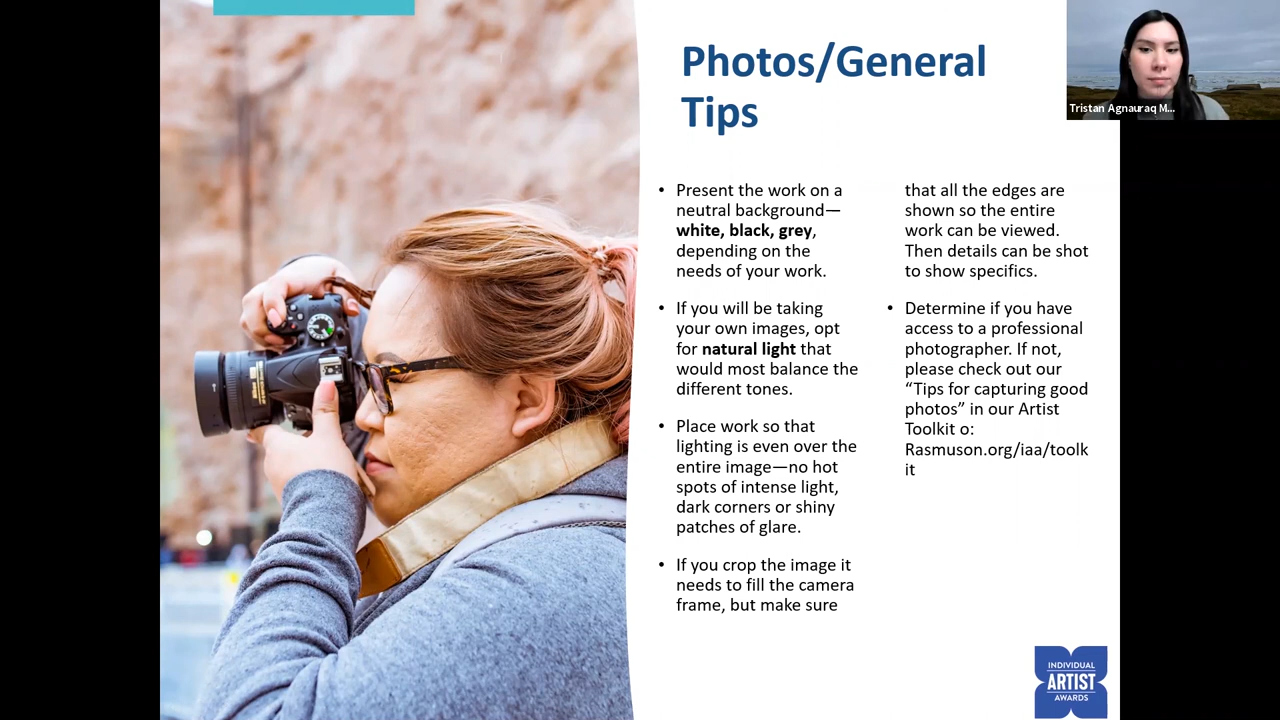 Photos/General
Tips
• Present the work on a
neutral background—
white, black, grey,
depending on the
needs of your work.
• If you will be taking
your own images, opt
for natural light that
would most balance the
different tones.
• Place work so that
lighting is even over the
entire image—no hot
spots of intense light,
dark corners or shiny
patches of glare.
• If you crop the image it
needs to fill the camera
frame, but make sure
that all the edges are
shown so the entire
work can be viewed.
Then details can be shot
to show specifics.
• Determine if you have
access to a professional
photographer. If not,
please check out our
“Tips for capturing good
photos” in our Artist
Toolkit o:
Rasmuson.org/iaa/toolk
it
Tristan Agnauraq M...
INDIVIDUAL
ARTIST
AWARDS